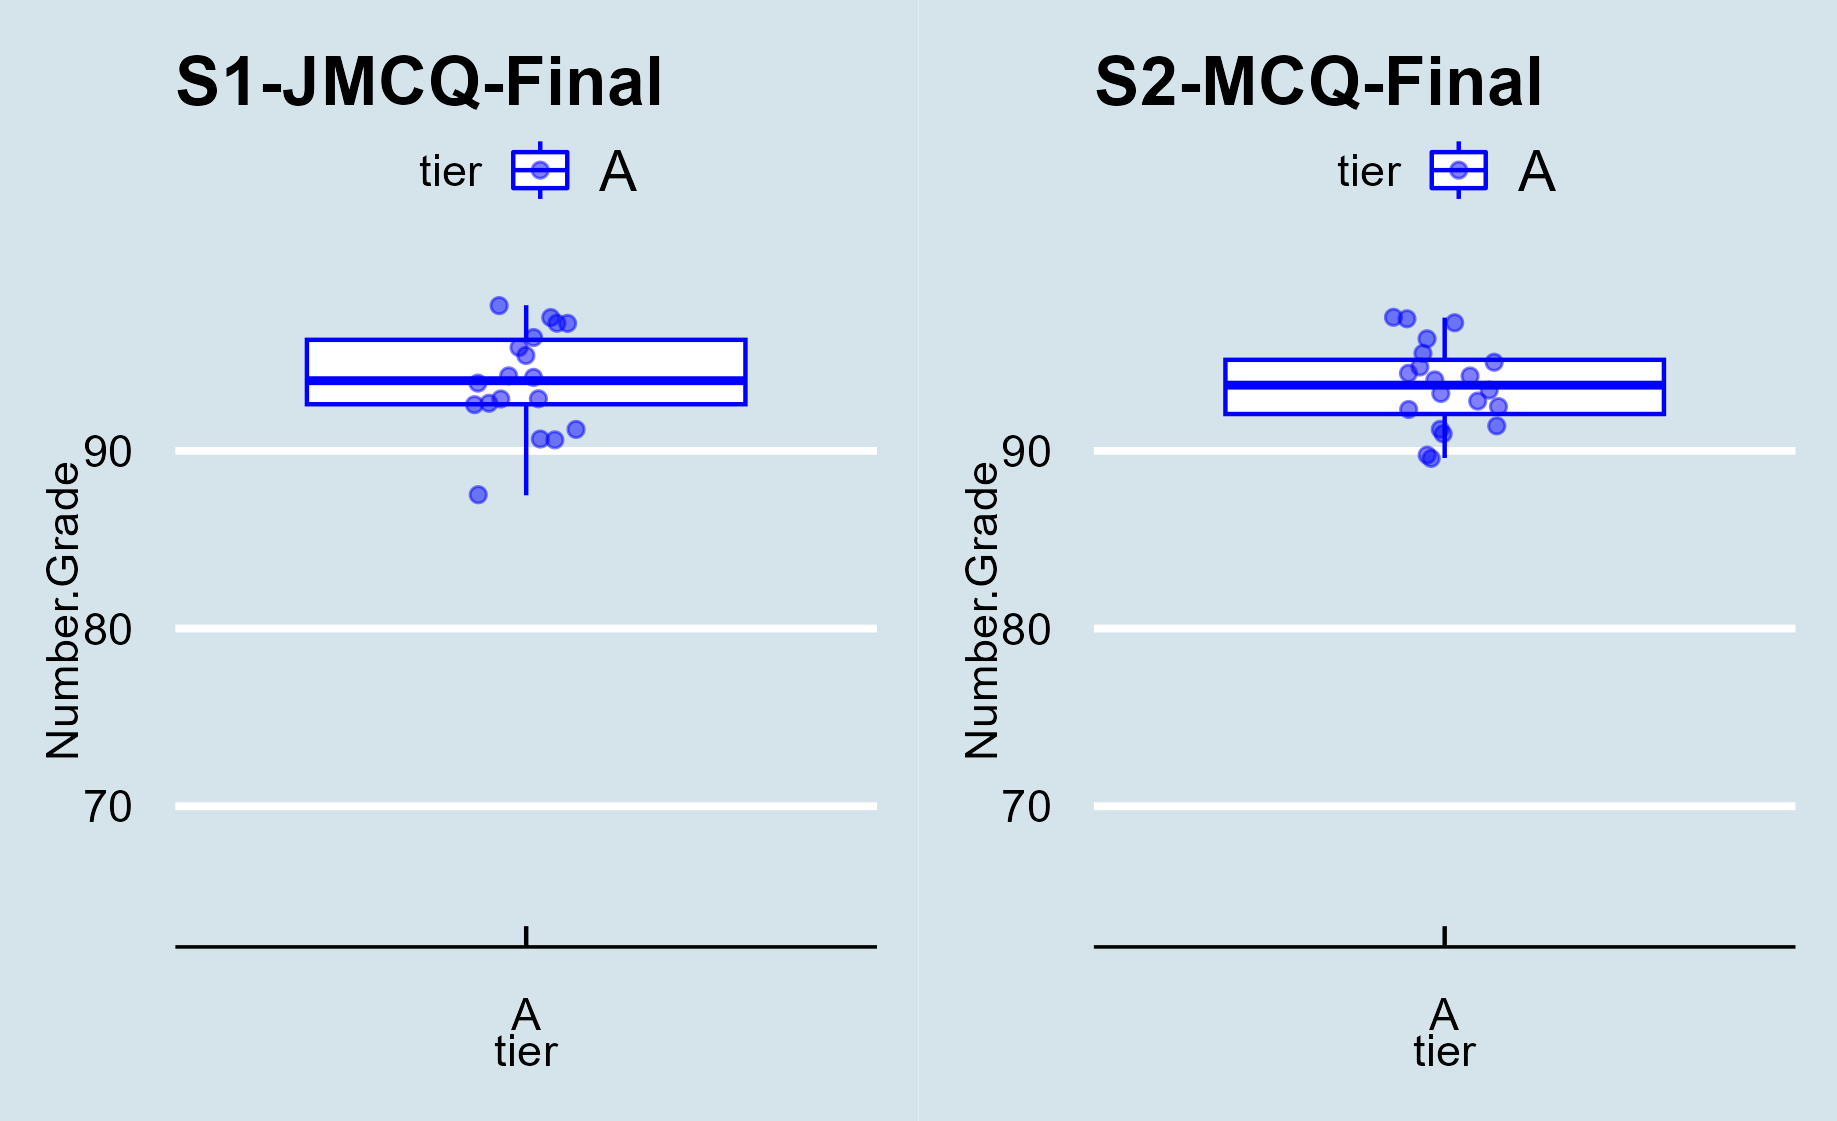 S1-JMCQ-Final
tier A
Number.Grade
90
80
70
A
tier
S2-MCQ-Final
tier A
Number.Grade
90
80
70
A
tier